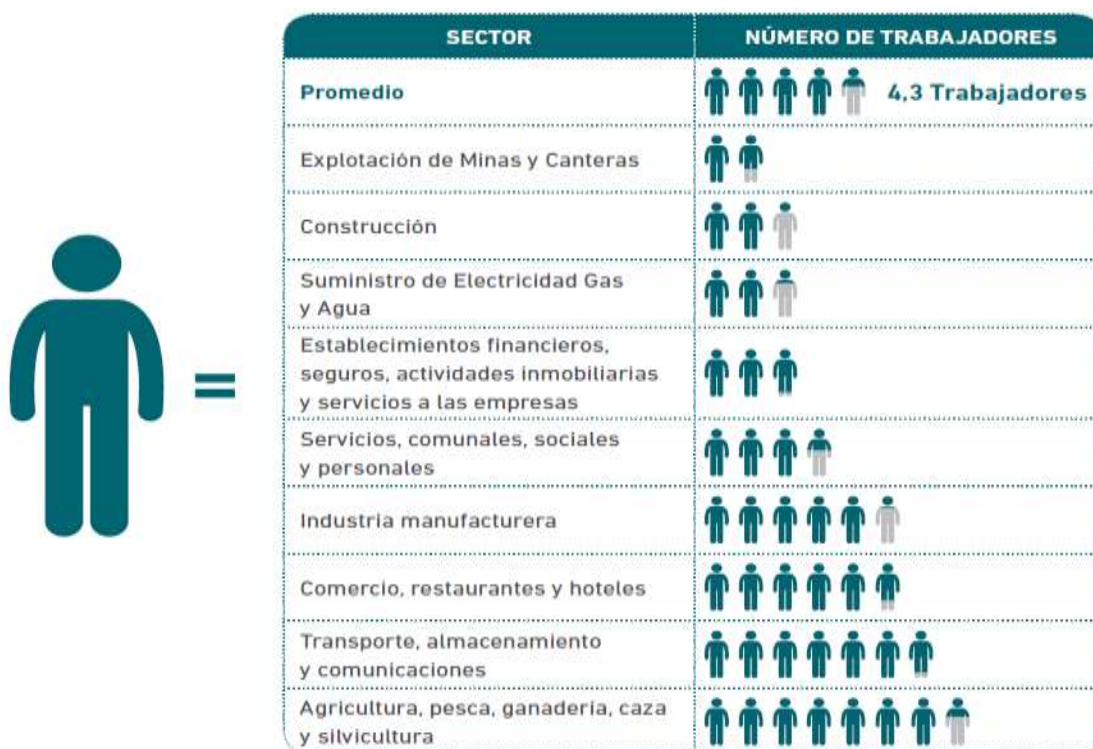 SECTOR
NÚMERO DE TRABAJADORES
Promedio
4,3 Trabajadores
Explotación de Minas y Canteras
Construcción
Suministro de Electricidad Gas
y Agua
Establecimientos financieros,
seguros, actividades inmobiliarias
y servicios a las empresas
Servicios, comunales, sociales
y personales
Industria manufacturera
Comercio, restaurantes y hoteles
Transporte, almacenamiento
y comunicaciones
Agricultura, pesca, ganadería, caza
y silvicultura